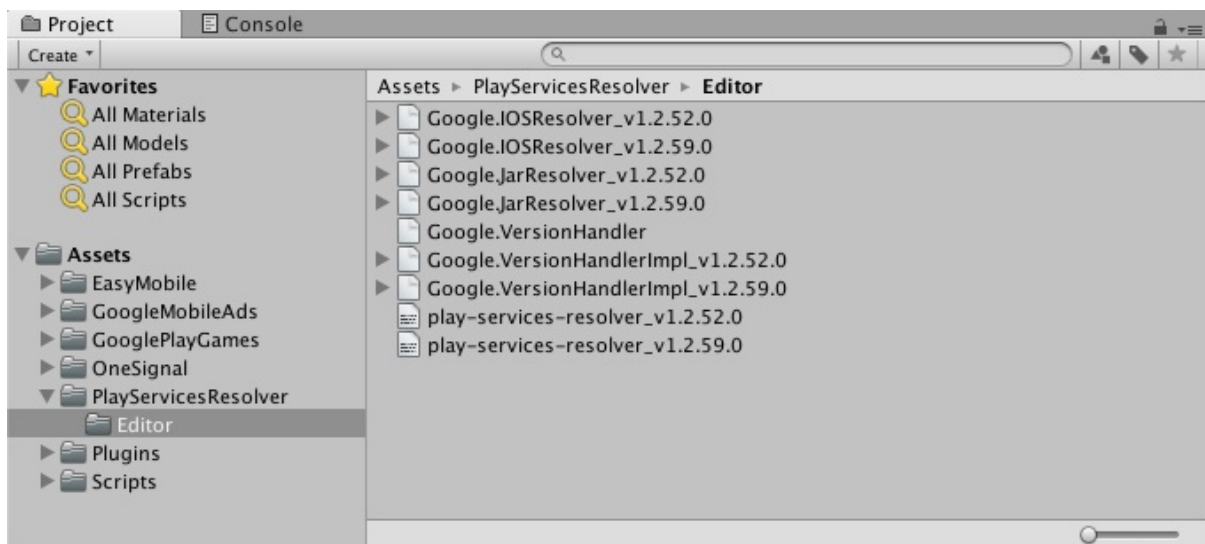 Project
Console
Create
Favorites
All Materials
All Models
All Prefabs
All Scripts
Assets
EasyMobile
GoogleMobileAds
GooglePlayGames
OneSignal
PlayServicesResolver
Editor
Plugins
Scripts
Assets ▸ PlayServicesResolver ▸ Editor
Google.IOSResolver_v1.2.52.0
Google.IOSResolver_v1.2.59.0
Google.JarResolver_v1.2.52.0
Google.JarResolver_v1.2.59.0
Google.VersionHandler
Google.VersionHandlerImpl_v1.2.52.0
Google.VersionHandlerImpl_v1.2.59.0
play-services-resolver_v1.2.52.0
play-services-resolver_v1.2.59.0